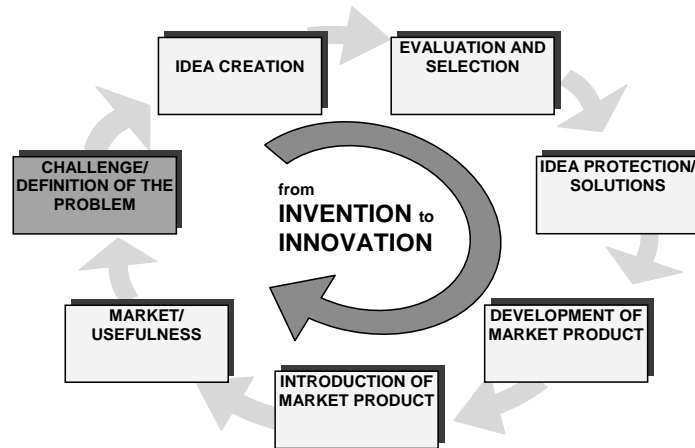 IDEA CREATION
EVALUATION AND
SELECTION
IDEA PROTECTION/
SOLUTIONS
DEVELOPMENT OF
MARKET PRODUCT
INTRODUCTION OF
MARKET PRODUCT
MARKET/
USEFULNESS
CHALLENGE/
DEFINITION OF THE
PROBLEM
from
INVENTION to
INNOVATION